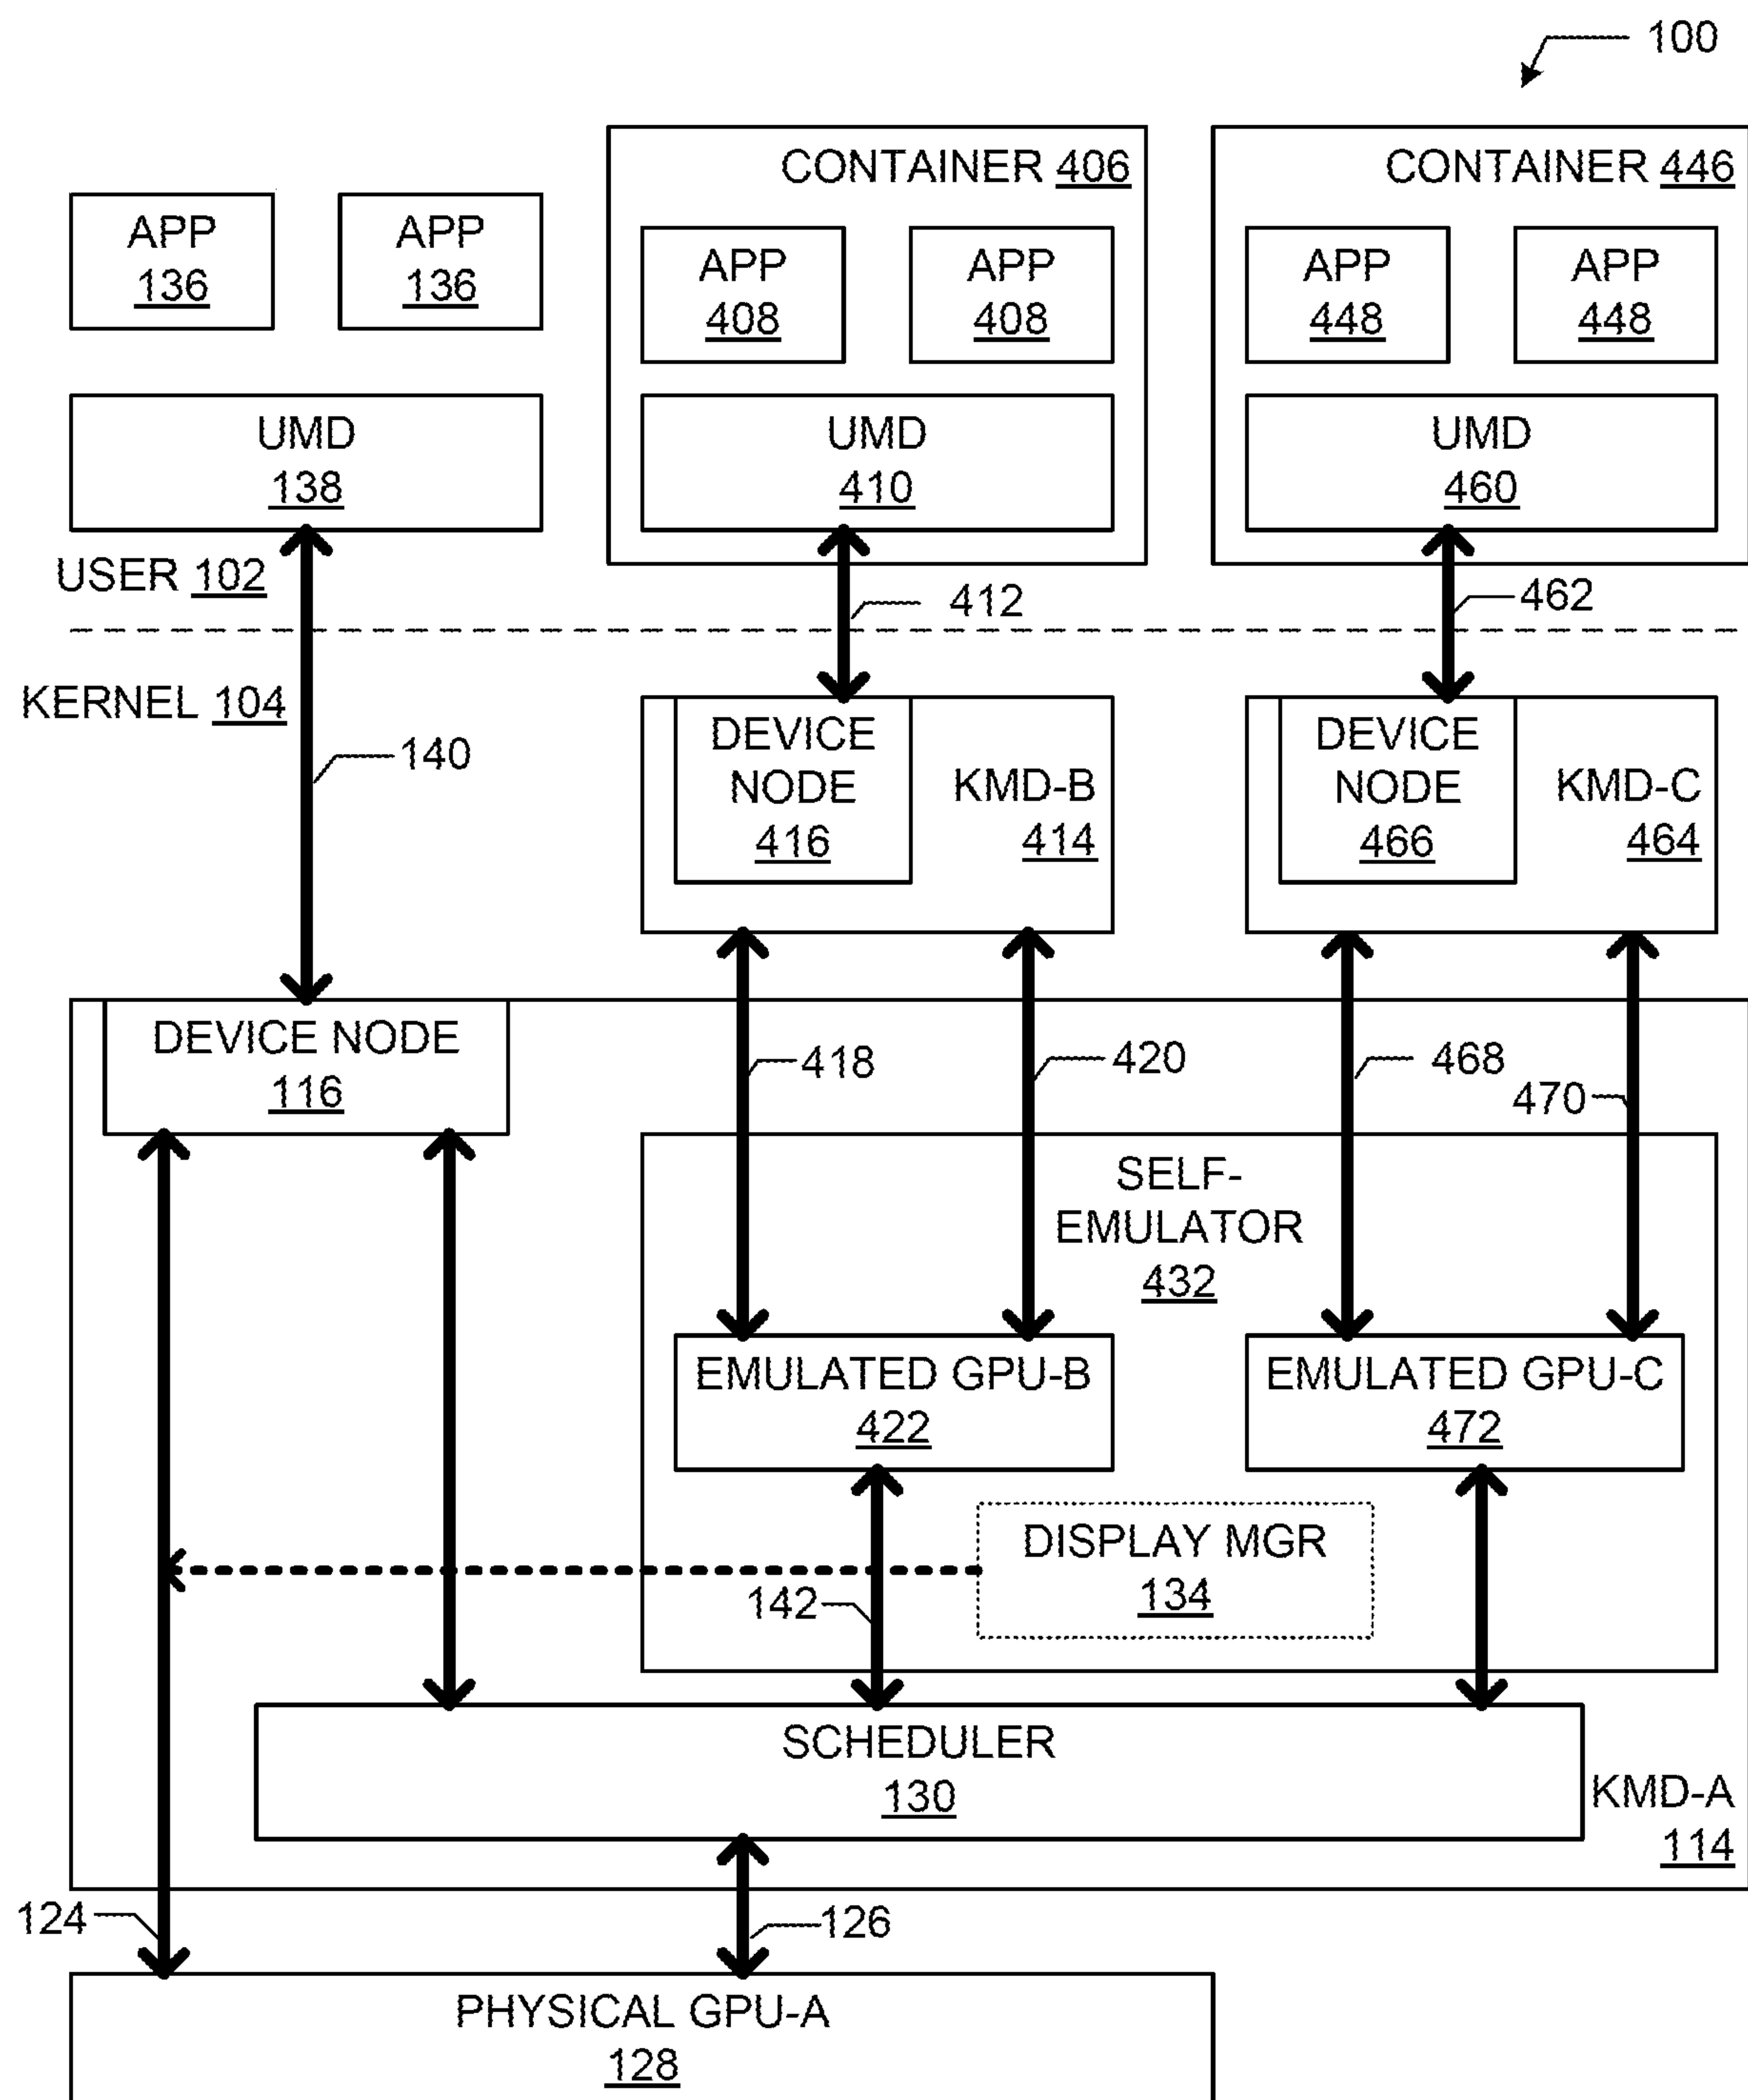 100
CONTAINER 406
CONTAINER 446
APP
136
APP
136
APP
408
APP
408
APP
448
APP
448
UMD
138
UMD
410
UMD
460
USER 102
412
462
KERNEL 104
140
DEVICE
NODE
416
KMD-B
414
DEVICE
NODE
466
KMD-C
464
DEVICE NODE
116
418
420
468
470
SELF-
EMULATOR
432
EMULATED GPU-B
422
EMULATED GPU-C
472
DISPLAY MGR
134
142
SCHEDULER
130
KMD-A
114
124
126
PHYSICAL GPU-A
128